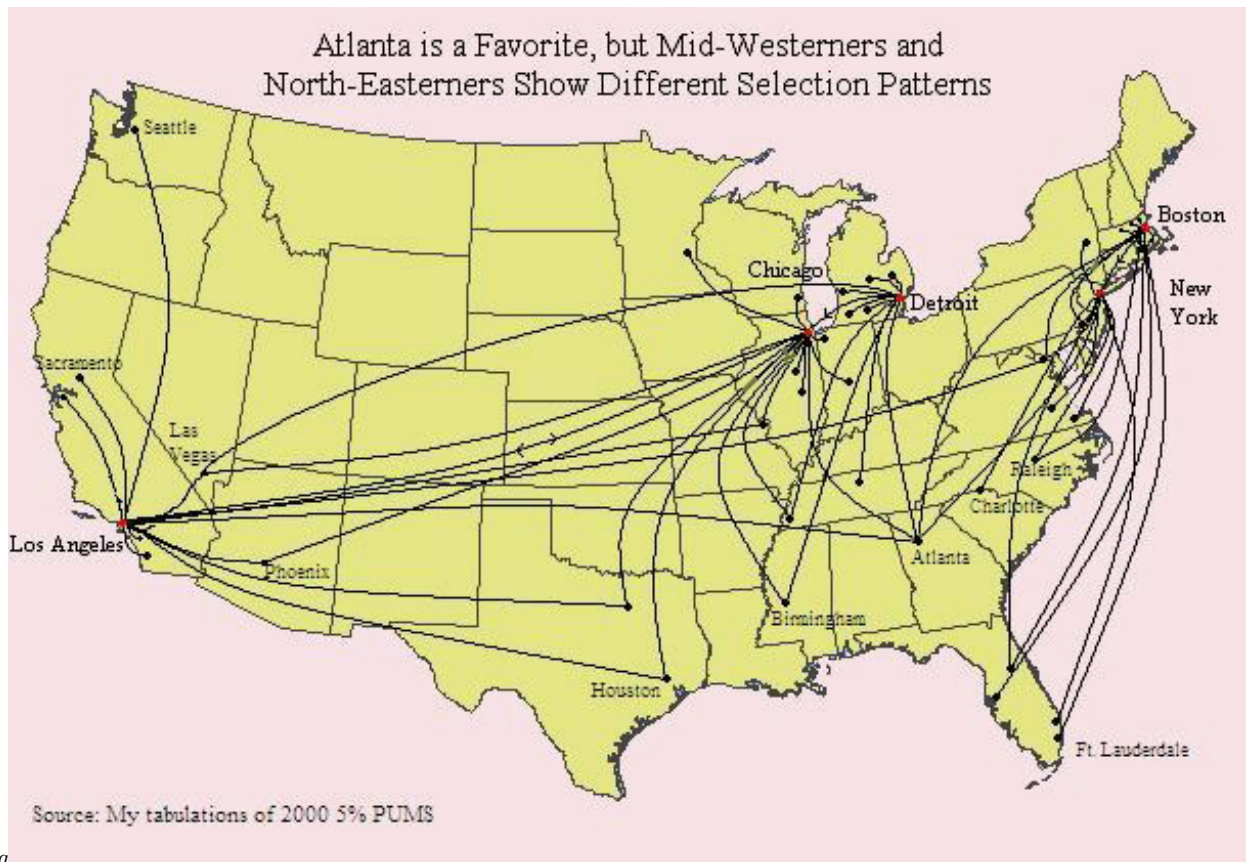 Atlanta is a Favorite, but Mid-Westerners and
North-Easterners Show Different Selection Patterns
Seattle
Boston
Chicago
Detroit
New
York
Sacramento
Las
Vegas
Raleigh
Charlotte
Los Angeles
Atlanta
Phoenix
Birmingham
Houston
Ft. Lauderdale
Source: My tabulations of 2000 5% PUMS
a